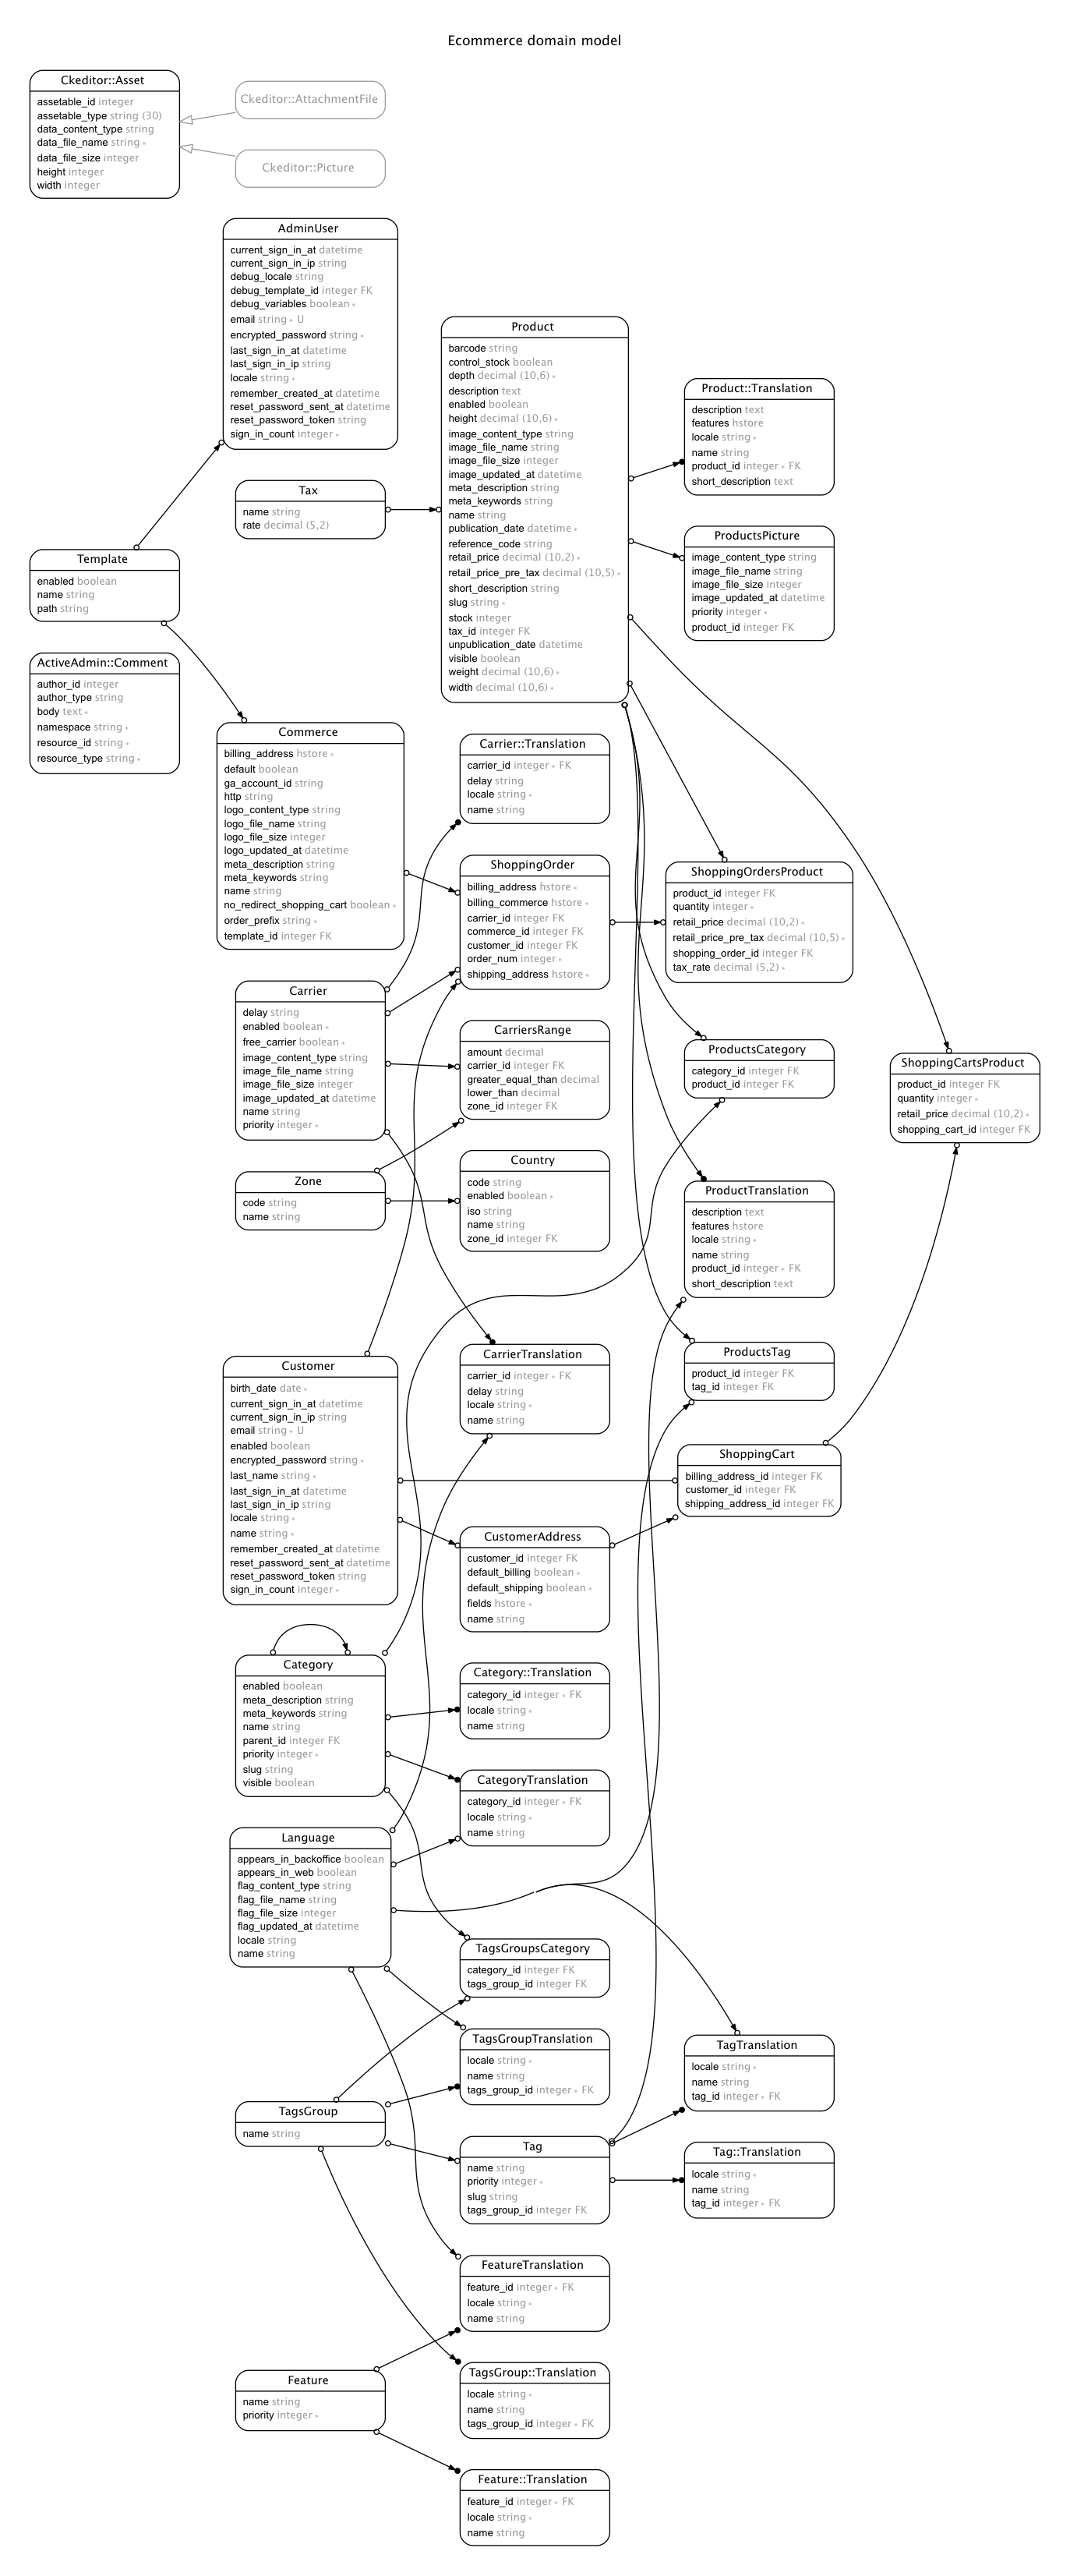 Ecommerce domain model
Ckeditor::Asset
assetable_id integer
assetable_type string (30)
data_content_type string
data_file_name string ∗
data_file_size integer
height integer
width integer
Ckeditor::AttachmentFile
Ckeditor::Picture
AdminUser
current_sign_in_at datetime
current_sign_in_ip string
debug_locale string
debug_template_id integer FK
debug_variables boolean ∗
email string ∗ U
encrypted_password string ∗
last_sign_in_at datetime
last_sign_in_ip string
locale string ∗
remember_created_at datetime
reset_password_sent_at datetime
reset_password_token string
sign_in_count integer ∗
Tax
name string
rate decimal (5,2)
Template
enabled boolean
name string
path string
ActiveAdmin::Comment
author_id integer
author_type string
body text ∗
namespace string ∗
resource_id string ∗
resource_type string ∗
Product
barcode string
control_stock boolean
depth decimal (10,6) ∗
description text
enabled boolean
height decimal (10,6) ∗
image_content_type string
image_file_name string
image_file_size integer
image_updated_at datetime
meta_description string
meta_keywords string
name string
publication_date datetime ∗
reference_code string
retail_price decimal (10,2) ∗
retail_price_pre_tax decimal (10,5) ∗
short_description string
slug string ∗
stock integer
tax_id integer FK
unpublication_date datetime
visible boolean
weight decimal (10,6) ∗
width decimal (10,6) ∗
Product::Translation
description text
features hstore
locale string ∗
name string
product_id integer ∗ FK
short_description text
ProductsPicture
image_content_type string
image_file_name string
image_file_size integer
image_updated_at datetime
priority integer ∗
product_id integer FK
Commerce
billing_address hstore ∗
default boolean
ga_account_id string
http string
logo_content_type string
logo_file_name string
logo_file_size integer
logo_updated_at datetime
meta_description string
meta_keywords string
name string
no_redirect_shopping_cart boolean ∗
order_prefix string ∗
template_id integer FK
Carrier::Translation
carrier_id integer ∗ FK
delay string
locale string ∗
name string
ShoppingOrder
billing_address hstore ∗
billing_commerce hstore ∗
carrier_id integer FK
commerce_id integer FK
customer_id integer FK
order_num integer ∗
shipping_address hstore ∗
ShoppingOrdersProduct
product_id integer FK
quantity integer ∗
retail_price decimal (10,2) ∗
retail_price_pre_tax decimal (10,5) ∗
shopping_order_id integer FK
tax_rate decimal (5,2) ∗
Carrier
delay string
enabled boolean ∗
free_carrier boolean ∗
image_content_type string
image_file_name string
image_file_size integer
image_updated_at datetime
name string
priority integer ∗
CarriersRange
amount decimal
carrier_id integer FK
greater_equal_than decimal
lower_than decimal
zone_id integer FK
ProductsCategory
category_id integer FK
product_id integer FK
ShoppingCartsProduct
product_id integer FK
quantity integer ∗
retail_price decimal (10,2) ∗
shopping_cart_id integer FK
Zone
code string
name string
Country
code string
enabled boolean ∗
iso string
name string
zone_id integer FK
ProductTranslation
description text
features hstore
locale string ∗
name string
product_id integer ∗ FK
short_description text
Customer
birth_date date ∗
current_sign_in_at datetime
current_sign_in_ip string
email string ∗ U
enabled boolean
encrypted_password string ∗
last_name string ∗
last_sign_in_at datetime
last_sign_in_ip string
locale string ∗
name string ∗
remember_created_at datetime
reset_password_sent_at datetime
reset_password_token string
sign_in_count integer ∗
CarrierTranslation
carrier_id integer ∗ FK
delay string
locale string ∗
name string
ProductsTag
product_id integer FK
tag_id integer FK
ShoppingCart
billing_address_id integer FK
customer_id integer FK
shipping_address_id integer FK
CustomerAddress
customer_id integer FK
default_billing boolean ∗
default_shipping boolean ∗
fields hstore ∗
name string
Category
enabled boolean
meta_description string
meta_keywords string
name string
parent_id integer FK
priority integer ∗
slug string
visible boolean
Category::Translation
category_id integer ∗ FK
locale string ∗
name string
CategoryTranslation
category_id integer ∗ FK
locale string ∗
name string
Language
appears_in_backoffice boolean
appears_in_web boolean
flag_content_type string
flag_file_name string
flag_file_size integer
flag_updated_at datetime
locale string
name string
TagsGroupsCategory
category_id integer FK
tags_group_id integer FK
TagsGroupTranslation
locale string ∗
name string
tags_group_id integer ∗ FK
TagTranslation
locale string ∗
name string
tag_id integer ∗ FK
TagsGroup
name string
Tag
name string
priority integer ∗
slug string
tags_group_id integer FK
Tag::Translation
locale string ∗
name string
tag_id integer ∗ FK
FeatureTranslation
feature_id integer ∗ FK
locale string ∗
name string
Feature
name string
priority integer ∗
TagsGroup::Translation
locale string ∗
name string
tags_group_id integer ∗ FK
Feature::Translation
feature_id integer ∗ FK
locale string ∗
name string